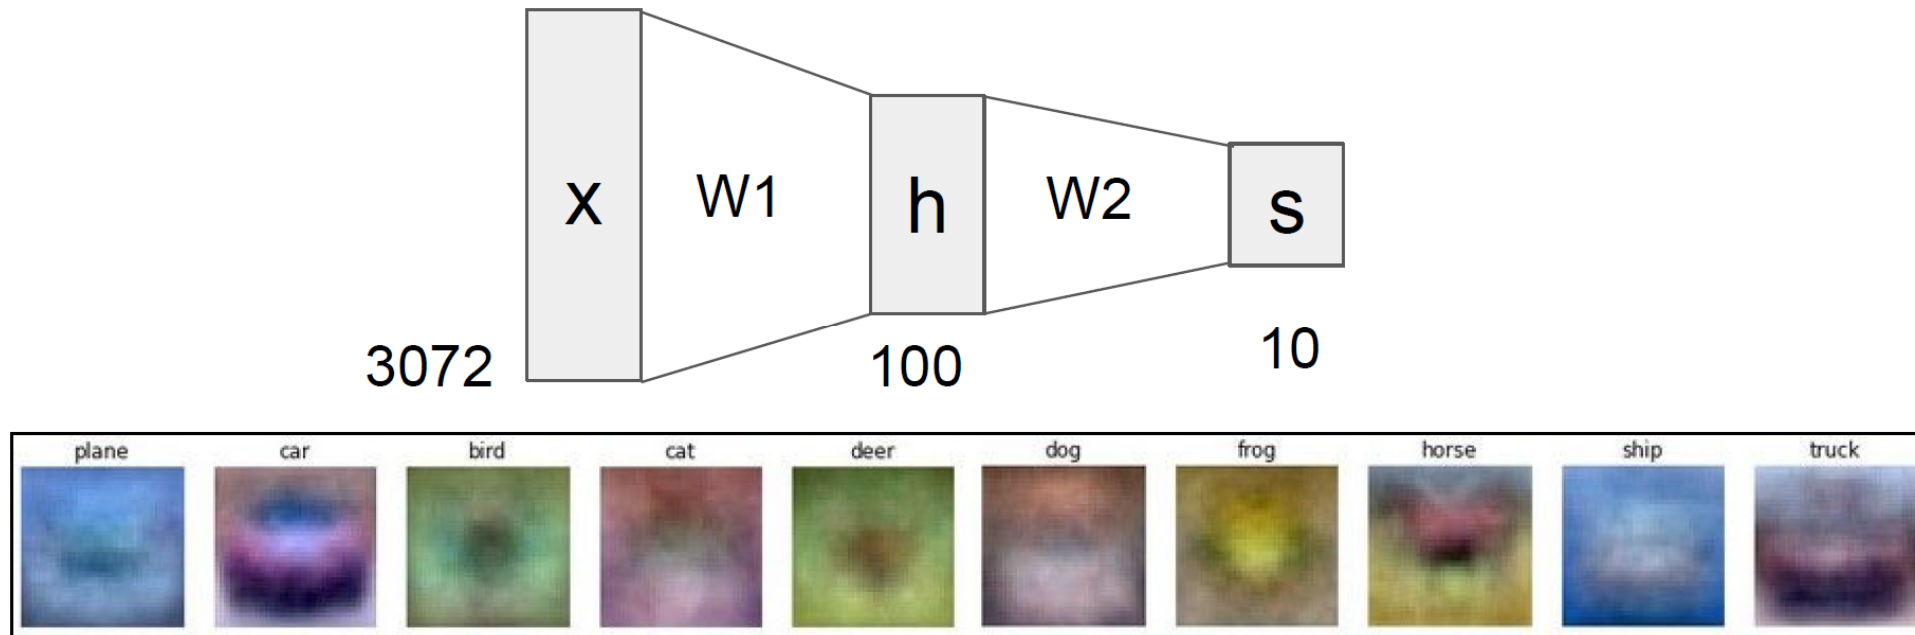 x
W1
h
W2
s
3072
100
10
plane car bird cat deer dog frog horse ship truck